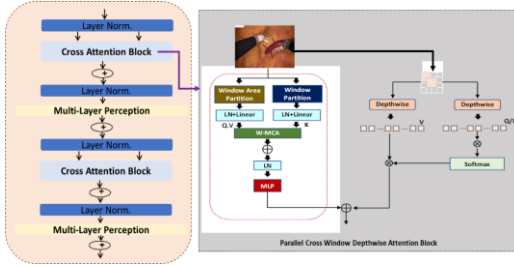 Layer Norm.
Cross Attention Block
Layer Norm.
Multi-Layer Perception
Layer Norm.
Cross Attention Block
Layer Norm.
Multi-Layer Perception
Window Area
Partition
Window
Partition
LN+Linear
LN+Linear
Q,V
K
W-MCA
LN
MLP
Depthwise
Depthwise
V
Softmax
Parallel Cross Window Depthwise Attention Block